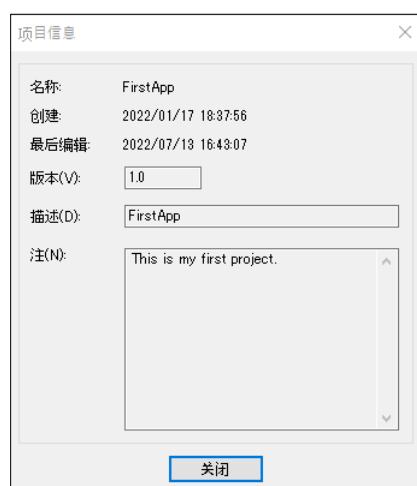 项目信息
名称: FirstApp
创建: 2022/01/17 18:37:56
最后编辑: 2022/07/13 16:43:07
版本(V): 1.0
描述(D): FirstApp
注(N): This is my first project.
关闭